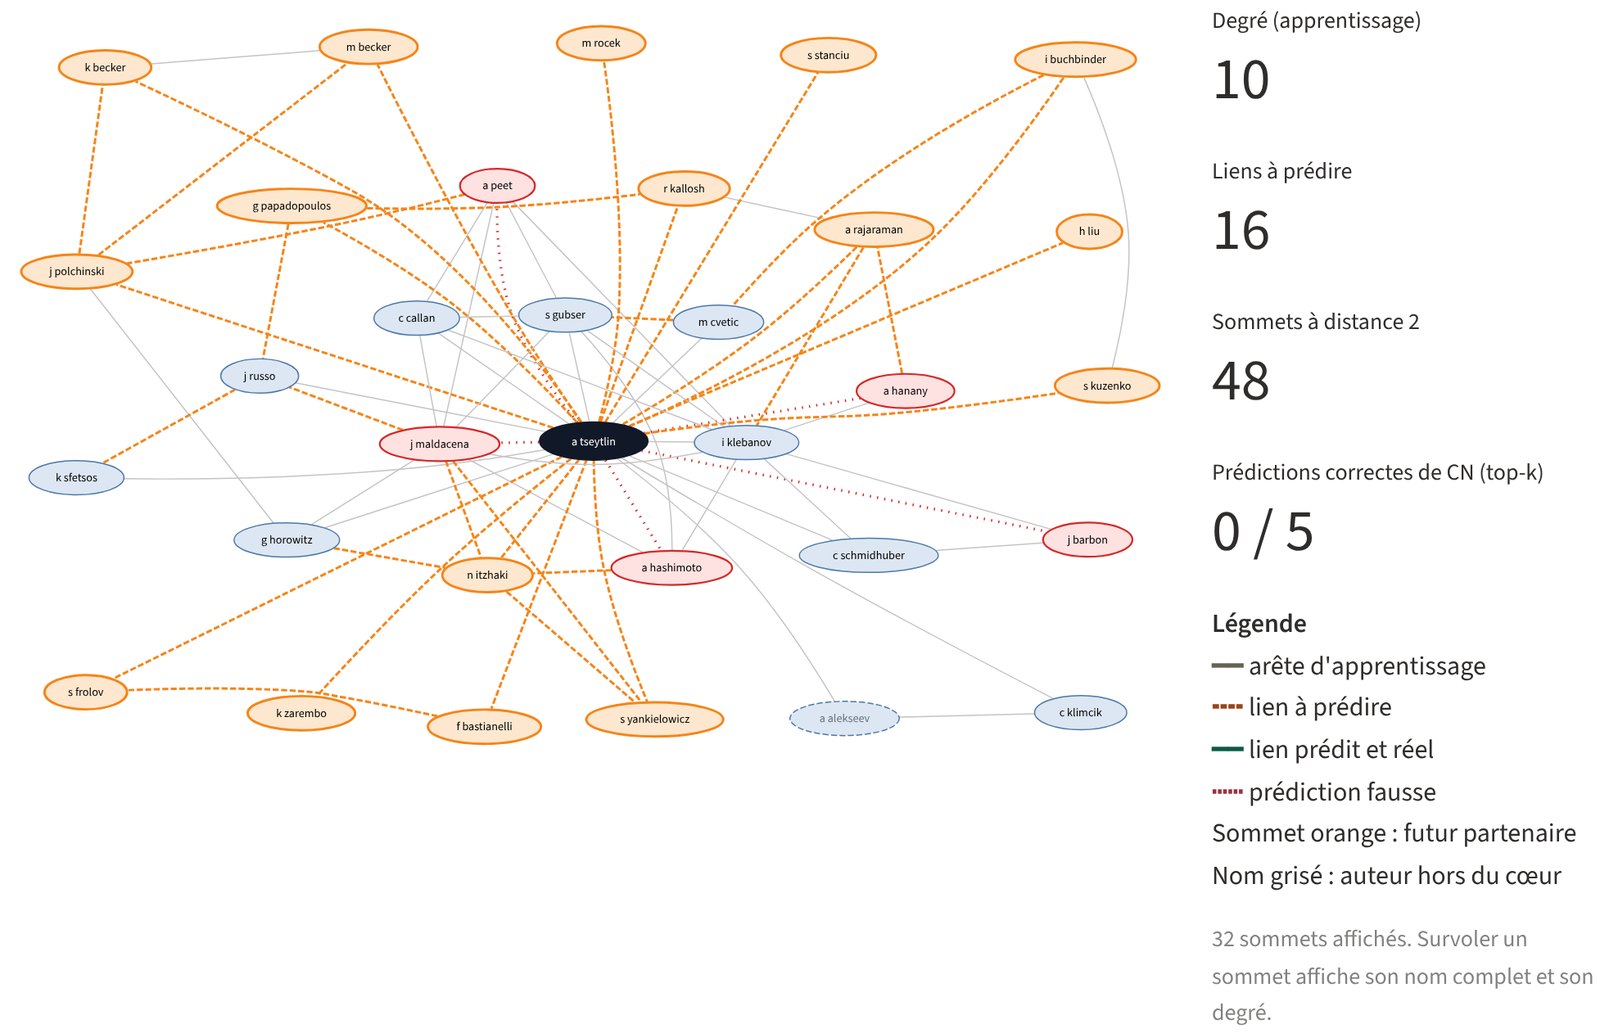 m rocek
m becker
s stanciu
i buchbinder
k becker
a peet
r kallosh
g papadopoulos
a rajaraman
h liu
j polchinski
c callan
s gubser
m cvetic
j russo
s kuzenko
a hanany
j maldacena
a tseytlin
i klebanov
k sfetsos
g horowitz
j barbon
c schmidhuber
a hashimoto
n itzhaki
s frolov
k zarembo
f bastianelli
s yankielowicz
a alekseev
c klimcik
Degré (apprentissage)
10
Liens à prédire
16
Sommets à distance 2
48
Prédictions correctes de CN (top-k)
0 / 5
Légende
arête d'apprentissage
lien à prédire
lien prédit et réel
prédiction fausse
Sommet orange : futur partenaire
Nom grisé : auteur hors du cœur
32 sommets affichés. Survoler un
sommet affiche son nom complet et son
degré.